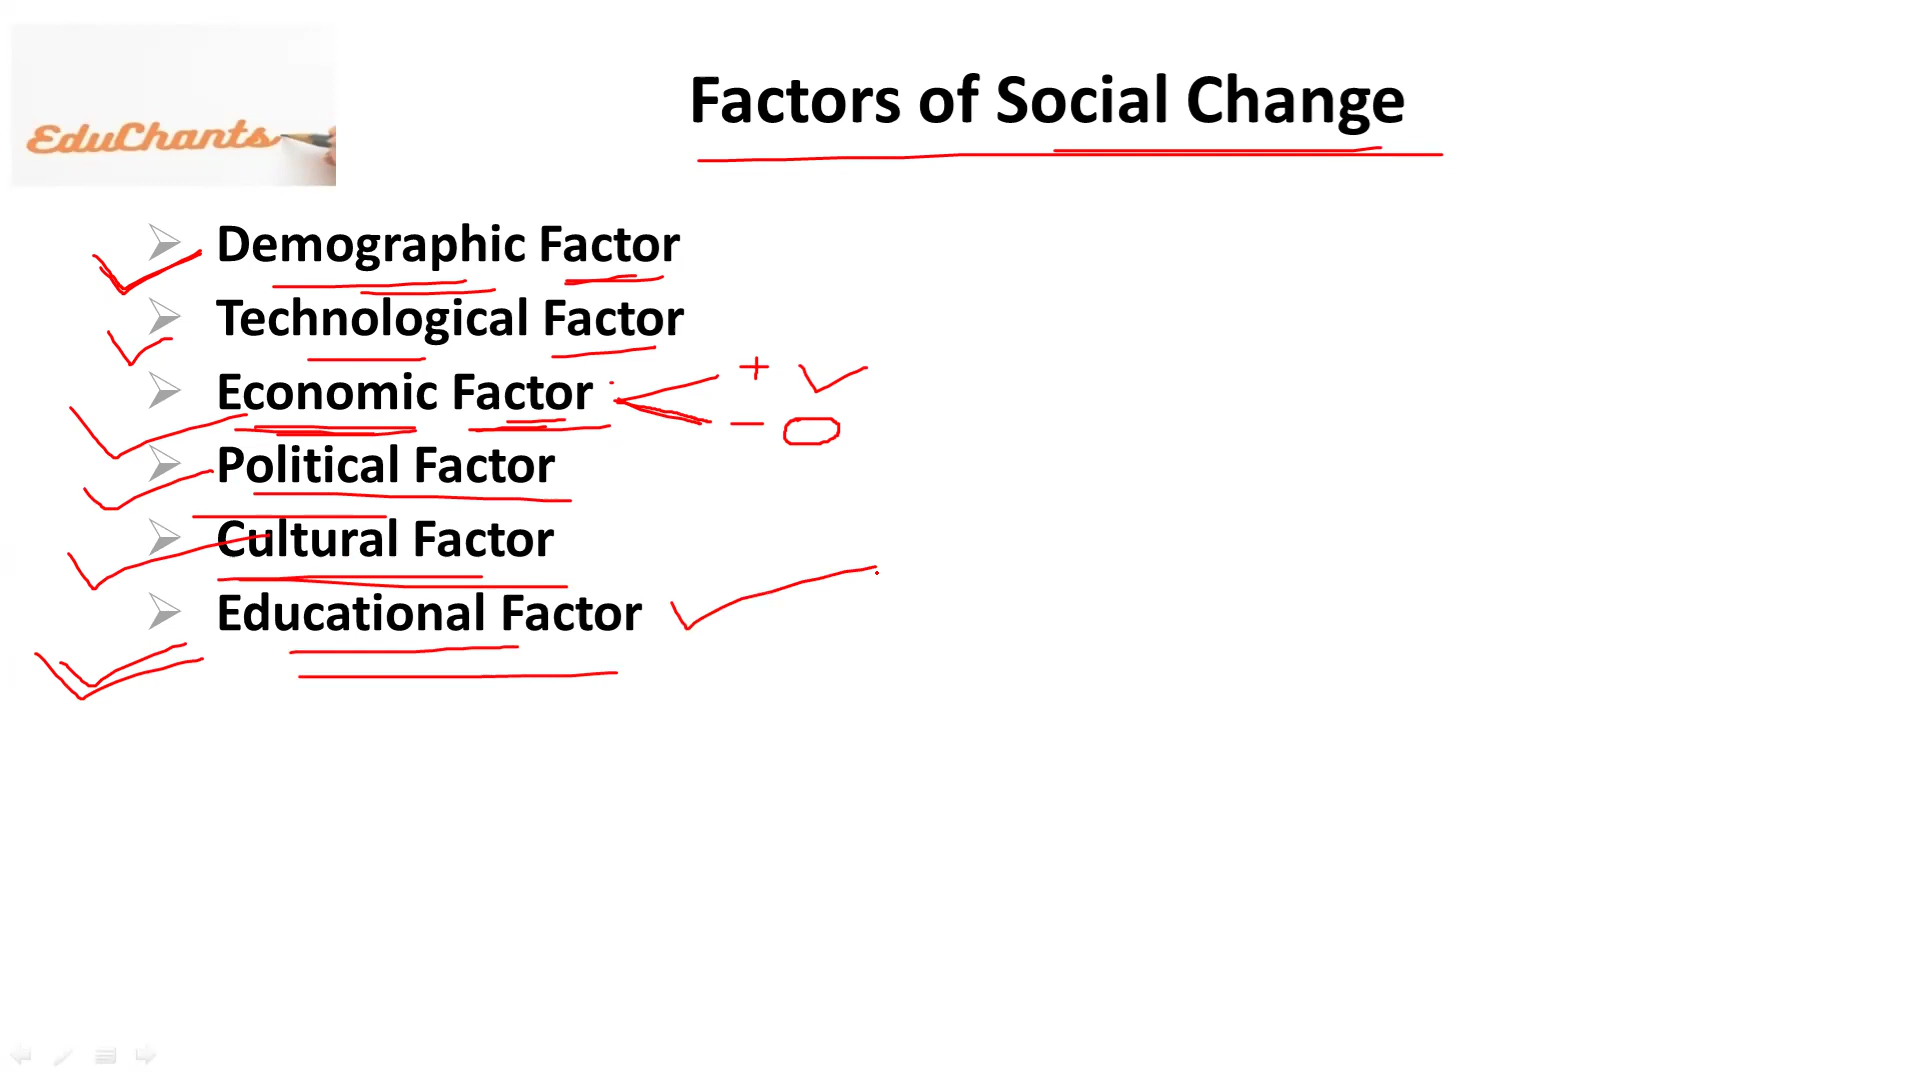 EduChants
Factors of Social Change
Demographic Factor
Technological Factor
Economic Factor
+
−
Political Factor
Cultural Factor
Educational Factor